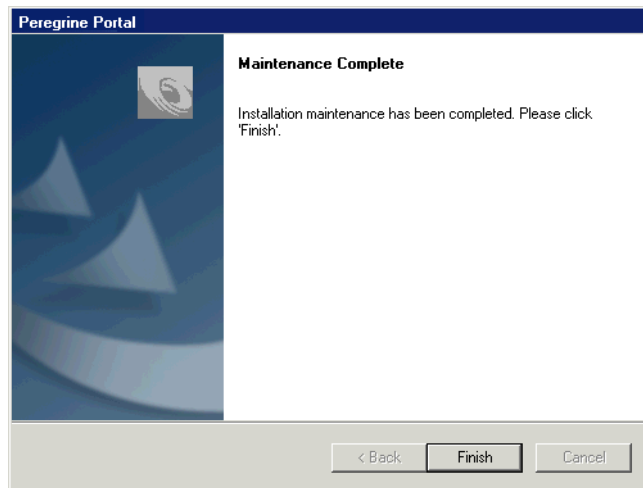 Peregrine Portal
Maintenance Complete
Installation maintenance has been completed. Please click
'Finish'.
< Back
Finish
Cancel